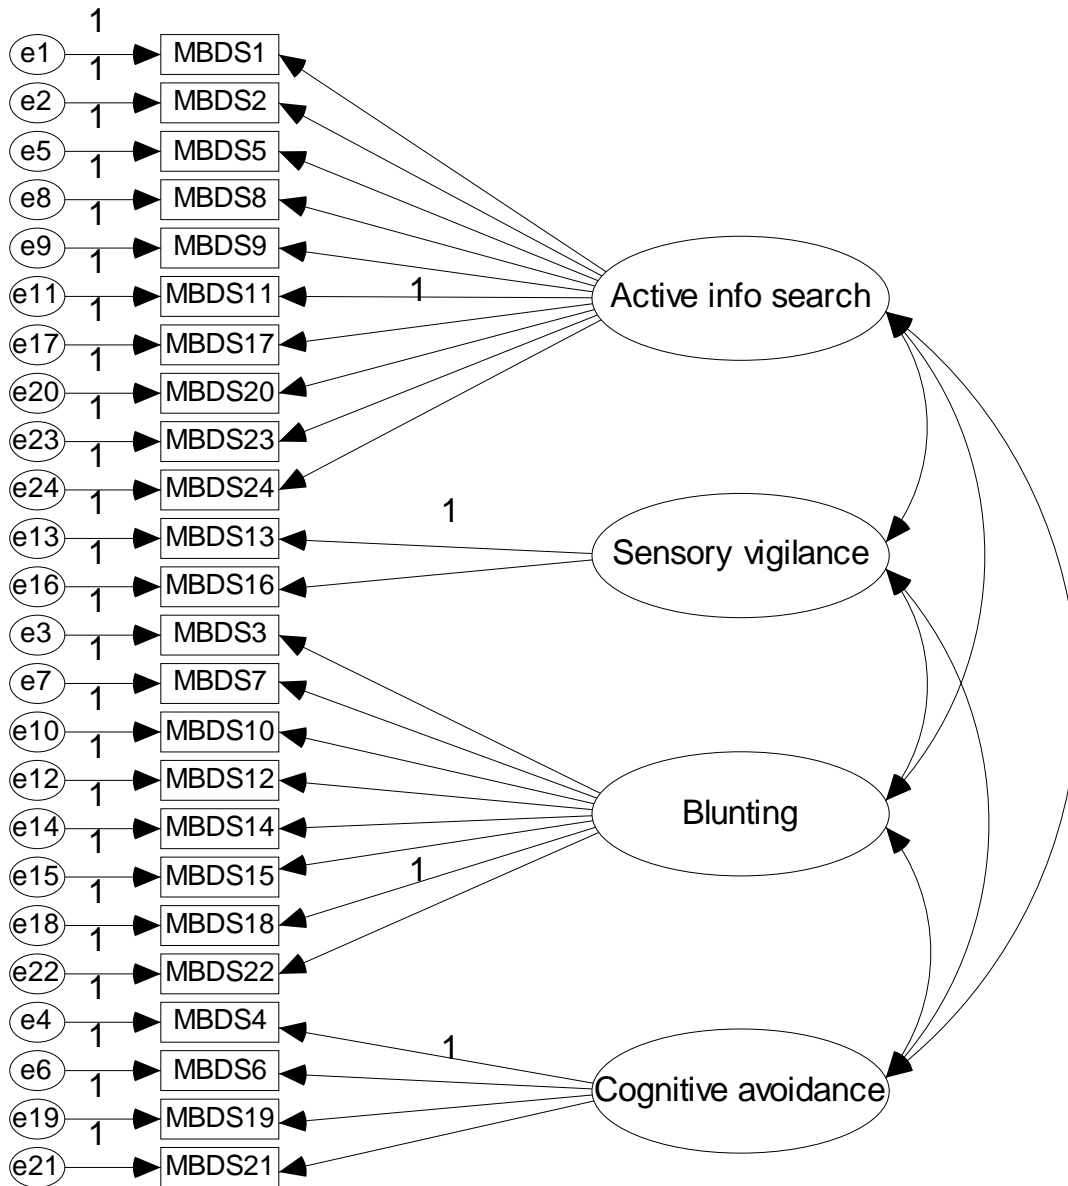 1
e1 MBDS1
1
e2 MBDS2
1
e5 MBDS5
1
e8 MBDS8
1
e9 MBDS9
1
e11 MBDS11 1 Active info search
1
e17 MBDS17
1
e20 MBDS20
1
e23 MBDS23
1
e24 MBDS24
1 1
e13 MBDS13
1 Sensory vigilance
e16 MBDS16
1
e3 MBDS3
1
e7 MBDS7
1
e10 MBDS10
1
e12 MBDS12
1 Blunting
e14 MBDS14
1
e15 MBDS15 1
1
e18 MBDS18
1
e22 MBDS22
1
e4 MBDS4
1 1
e6 MBDS6
1 Cognitive avoidance
e19 MBDS19
1
e21 MBDS21